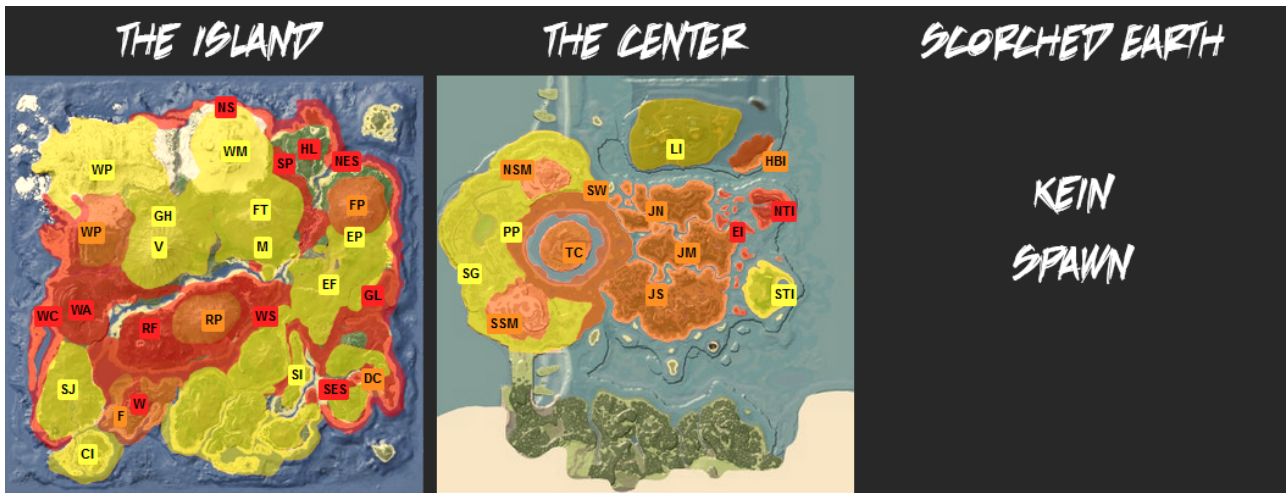 THE ISLAND
THE CENTER
SCORCHED EARTH
NS
HL
WM
SP
NES
WP
FP
GH
FT
WP
EP
V
M
EF
GL
WA
WC
WS
RP
RF
SI
DC
SJ
SES
W
F
CI
LI
HBI
NSM
SW
JN
NTI
PP
EI
TC
JM
SG
JS
STI
SSM
KEIN
SPAWN